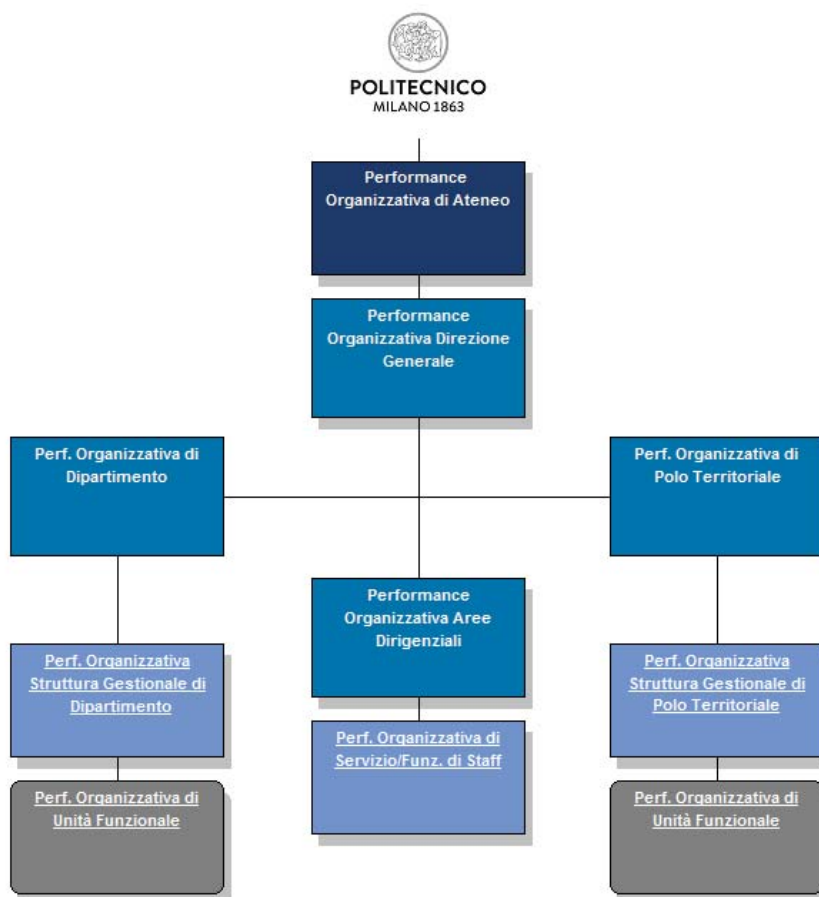 POLITECNICO
MILANO 1863
Performance
Organizzativa di Ateneo
Performance
Organizzativa Direzione
Generale
Perf. Organizzativa di
Dipartimento
Perf. Organizzativa di
Polo Territoriale
Performance
Organizzativa Aree
Dirigenziali
Perf. Organizzativa
Struttura Gestionale di
Dipartimento
Perf. Organizzativa
Struttura Gestionale di
Polo Territoriale
Perf. Organizzativa di
Servizio/Funz. di Staff
Perf. Organizzativa di
Unità Funzionale
Perf. Organizzativa di
Unità Funzionale